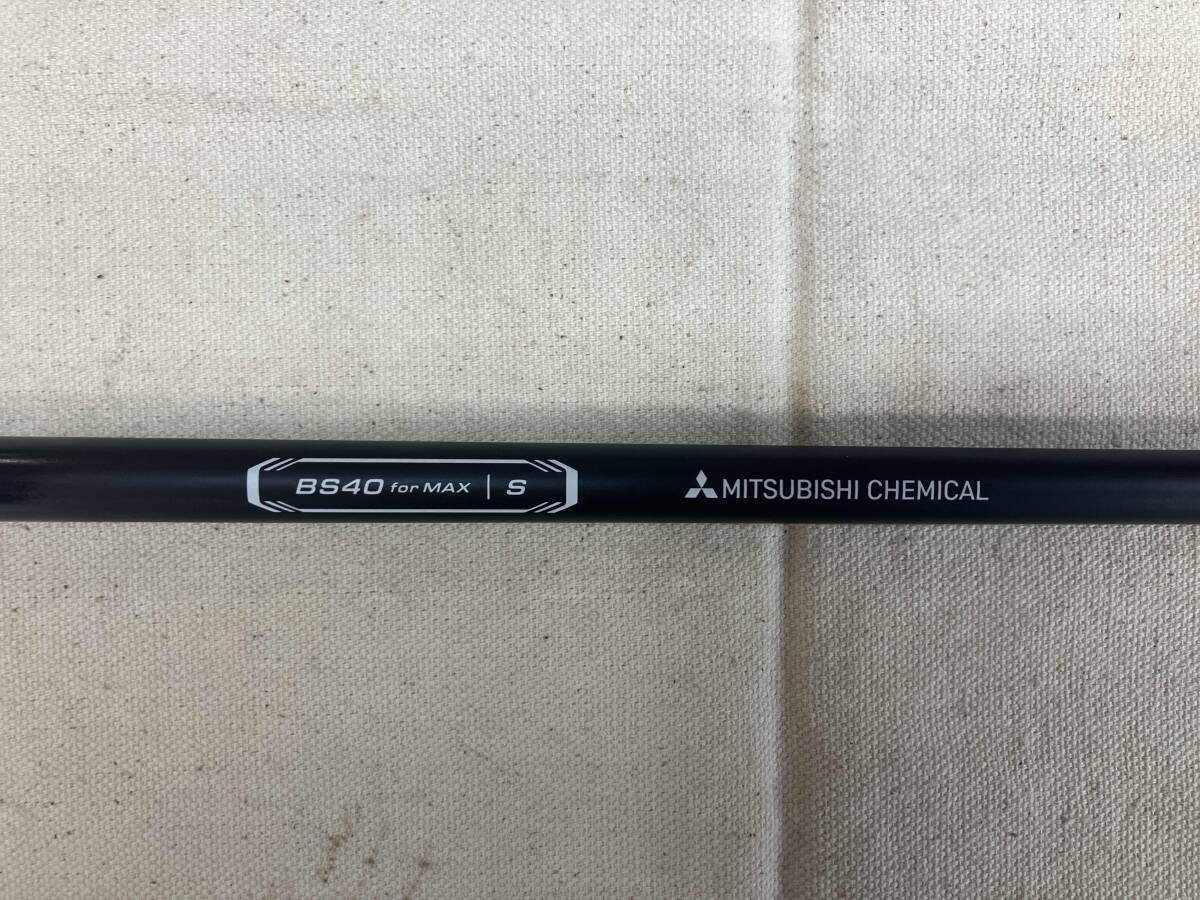 BS40 for MAX | S
MITSUBISHI CHEMICAL